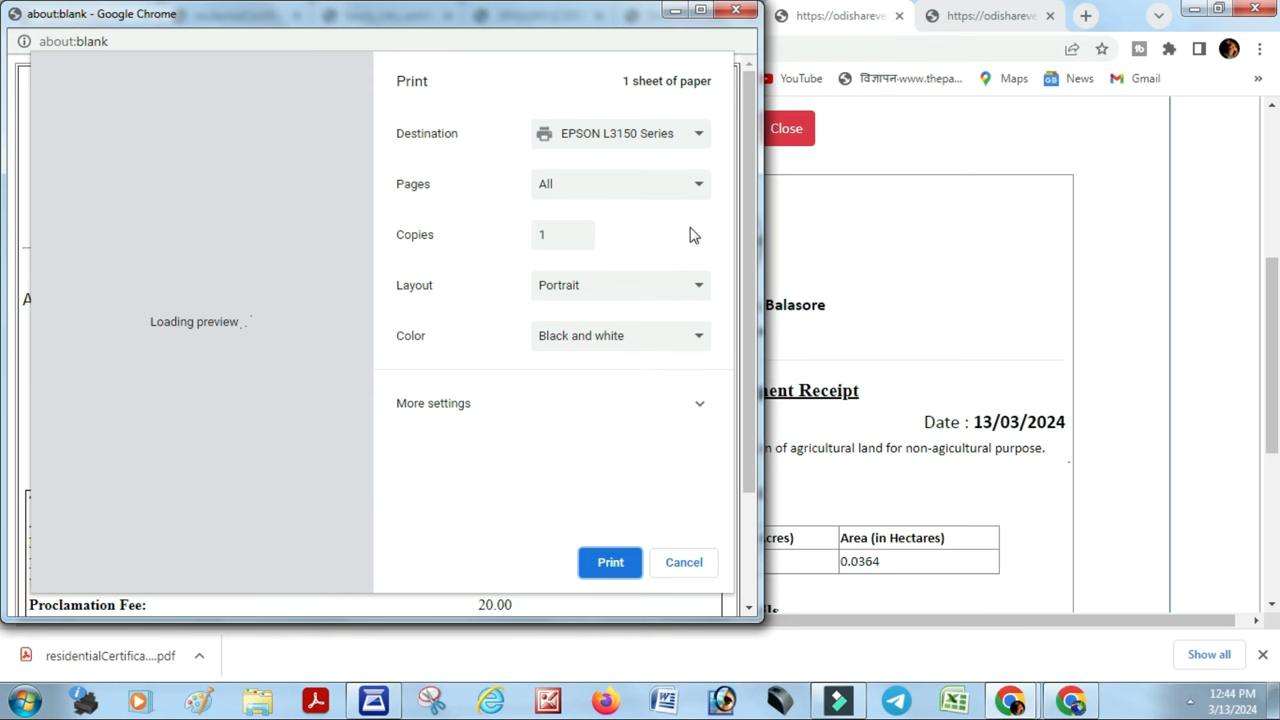 about:blank - Google Chrome
about:blank
Print
1 sheet of paper
Destination
EPSON L3150 Series
Pages
All
Copies
1
Layout
Portrait
Color
Black and white
More settings
Loading preview
Print
Cancel
Proclamation Fee:
20.00
https://odishareve
https://odishareve
YouTube
विज्ञापन-www.thepa...
Maps
News
Gmail
»
Close
Balasore
ent Receipt
Date : 13/03/2024
n of agricultural land for non-agicultural purpose.
cres)
Area (in Hectares)
0.0364
residentialCertifica....pdf
Show all
12:44 PM
3/13/2024